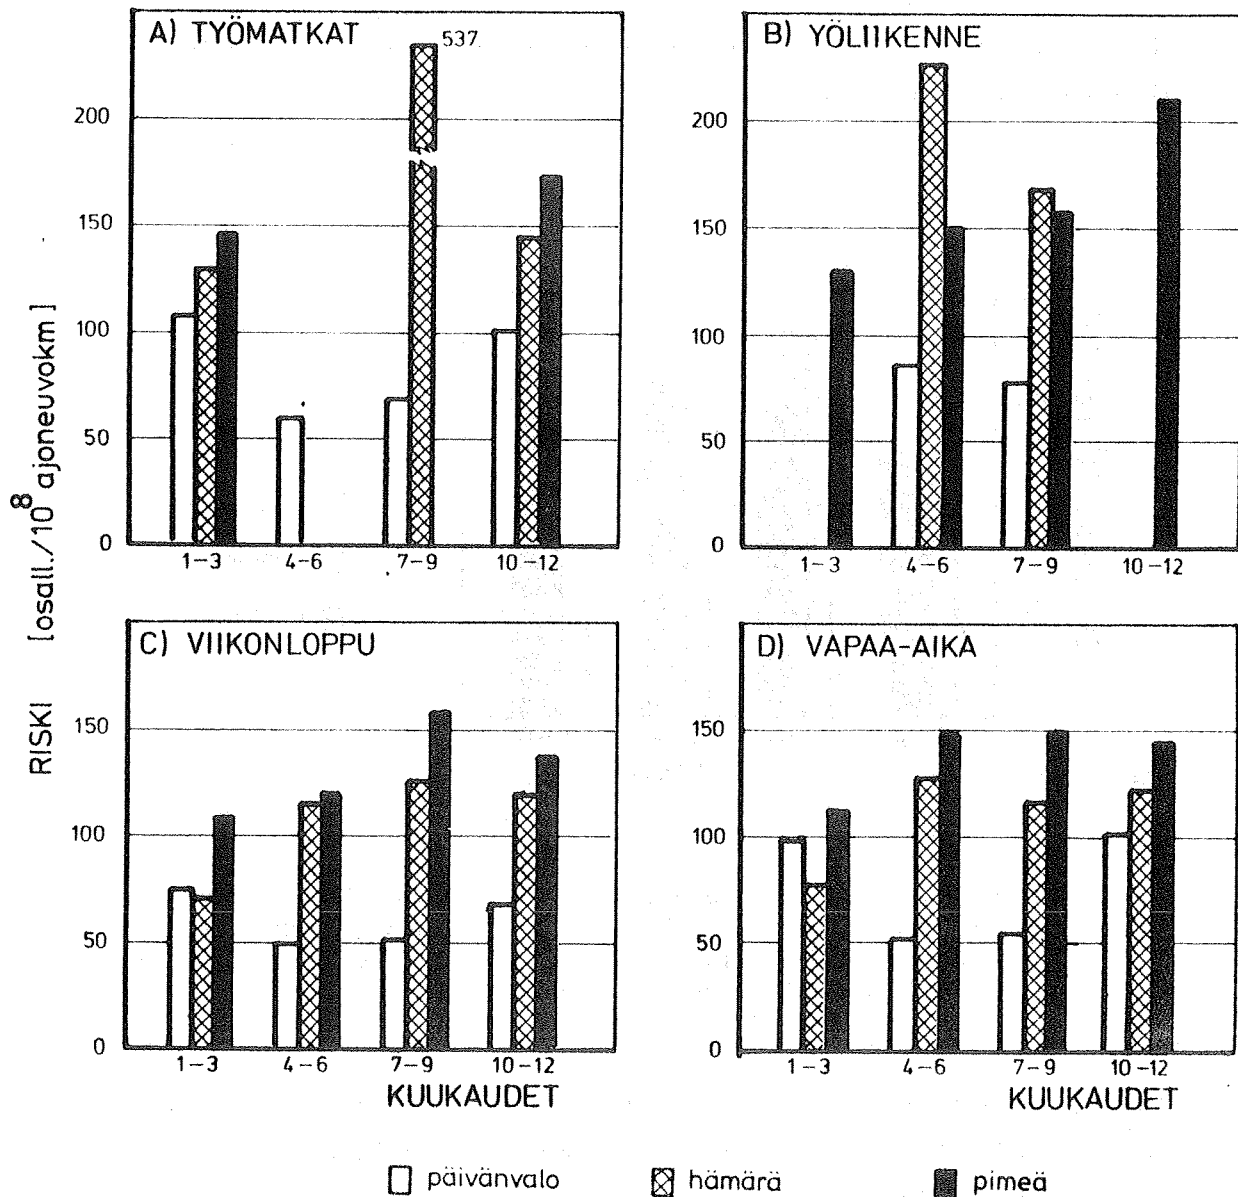 RISKI [osall./10⁸ ajoneuvokm]
A) TYÖMATKAT
537
200
150
100
50
0
1-3 4-6 7-9 10-12
B) YÖLIIKENNE
200
150
100
50
0
1-3 4-6 7-9 10-12
C) VIIKONLOPPU
150
100
50
0
1-3 4-6 7-9 10-12
KUUKAUDET
D) VAPAA-AIKA
150
100
50
0
1-3 4-6 7-9 10-12
KUUKAUDET
päivänvalo hämärä pimeä